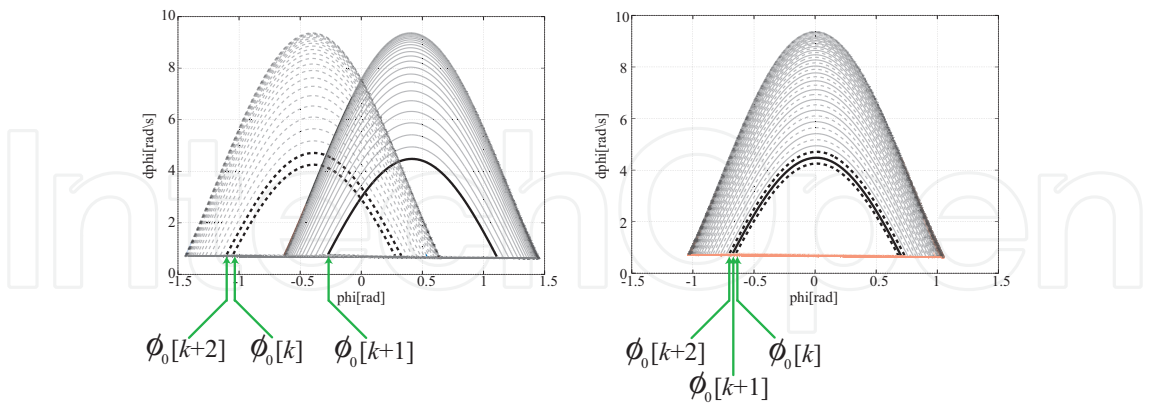 10
8
6
4
2
0
dphi[rad\s]
-1.5
-1
-0.5
0
0.5
1
1.5
phi[rad]
ϕ₀[k+2]
ϕ₀[k]
ϕ₀[k+1]
10
8
6
4
2
0
dphi[rad\s]
-1.5
-1
-0.5
0
0.5
1
1.5
phi[rad]
ϕ₀[k+2]
ϕ₀[k]
ϕ₀[k+1]
IntechOpen